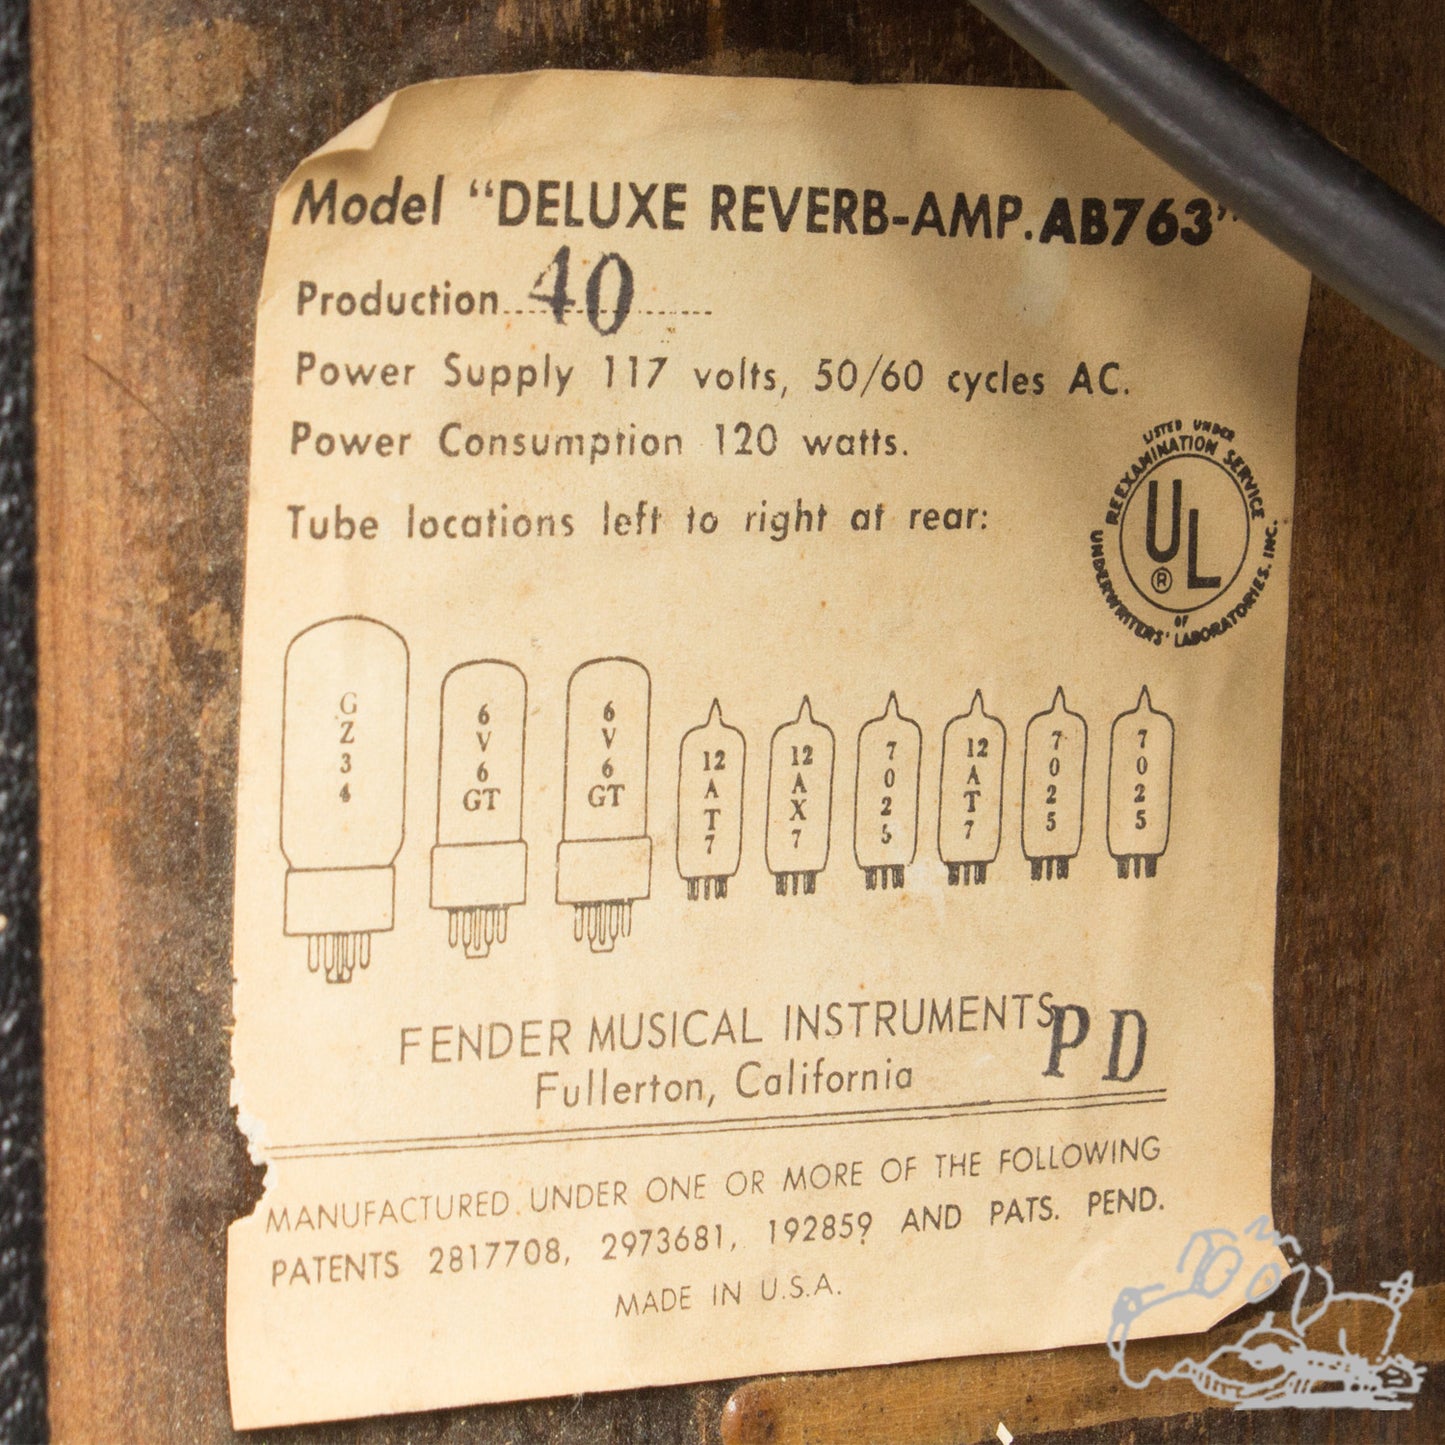 Model “DELUXE REVERB-AMP. AB763”
Production 40
Power Supply 117 volts, 50/60 cycles AC.
Power Consumption 120 watts.
Tube locations left to right at rear:
LISTED UNDER
REEXAMINATION SERVICE
UL
®
OF
UNDERWRITERS' LABORATORIES, INC.
GZ34
6V6GT
6V6GT
12AT7
12AX7
7025
12AT7
7025
7025
FENDER MUSICAL INSTRUMENTS PD
Fullerton, California
MANUFACTURED UNDER ONE OR MORE OF THE FOLLOWING
PATENTS 2817708, 2973681, 192859 AND PATS. PEND.
MADE IN U.S.A.